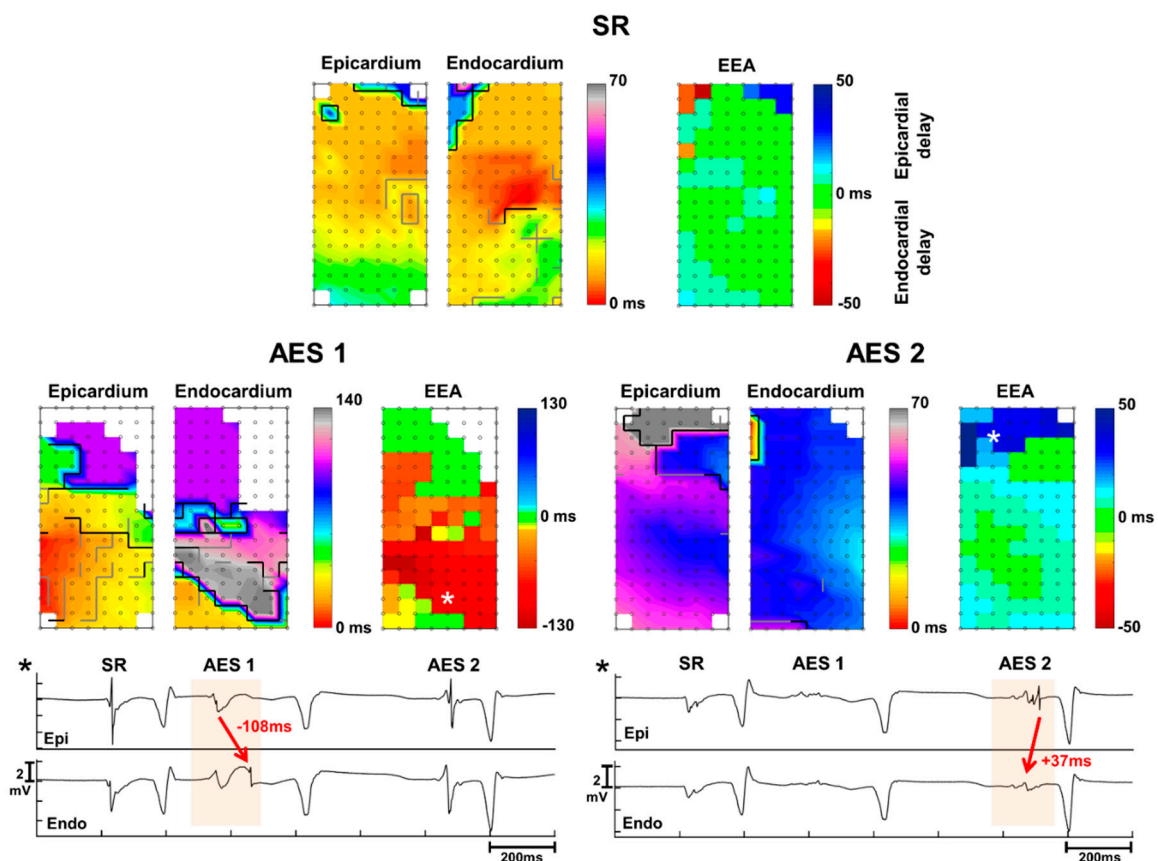 SR
Epicardium Endocardium EEA
70
0 ms
50
0 ms
-50
Epicardial delay
Endocardial delay
AES 1
Epicardium Endocardium EEA
140
0 ms
130
0 ms
-130
*
AES 2
Epicardium Endocardium EEA
70
0 ms
50
0 ms
-50
*
* SR AES 1 AES 2
Epi
-108ms
2 mV
Endo
200ms
* SR AES 1 AES 2
Epi
+37ms
2 mV
Endo
200ms